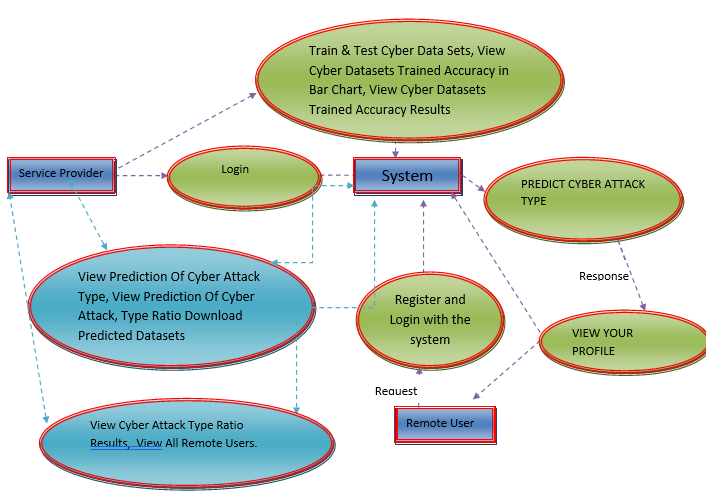 Train & Test Cyber Data Sets, View
Cyber Datasets Trained Accuracy in
Bar Chart, View Cyber Datasets
Trained Accuracy Results
Service Provider
Login
System
PREDICT CYBER ATTACK
TYPE
View Prediction Of Cyber Attack
Type, View Prediction Of Cyber
Attack, Type Ratio Download
Predicted Datasets
Register and
Login with the
system
Response
VIEW YOUR
PROFILE
Request
Remote User
View Cyber Attack Type Ratio
Results, View All Remote Users.